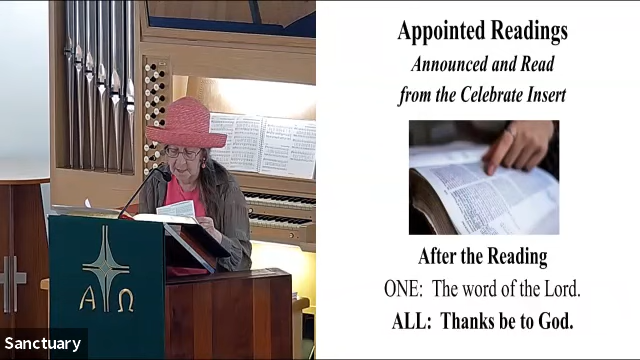 Sanctuary
Α Ω
Appointed Readings
Announced and Read
from the Celebrate Insert
After the Reading
ONE: The word of the Lord.
ALL: Thanks be to God.